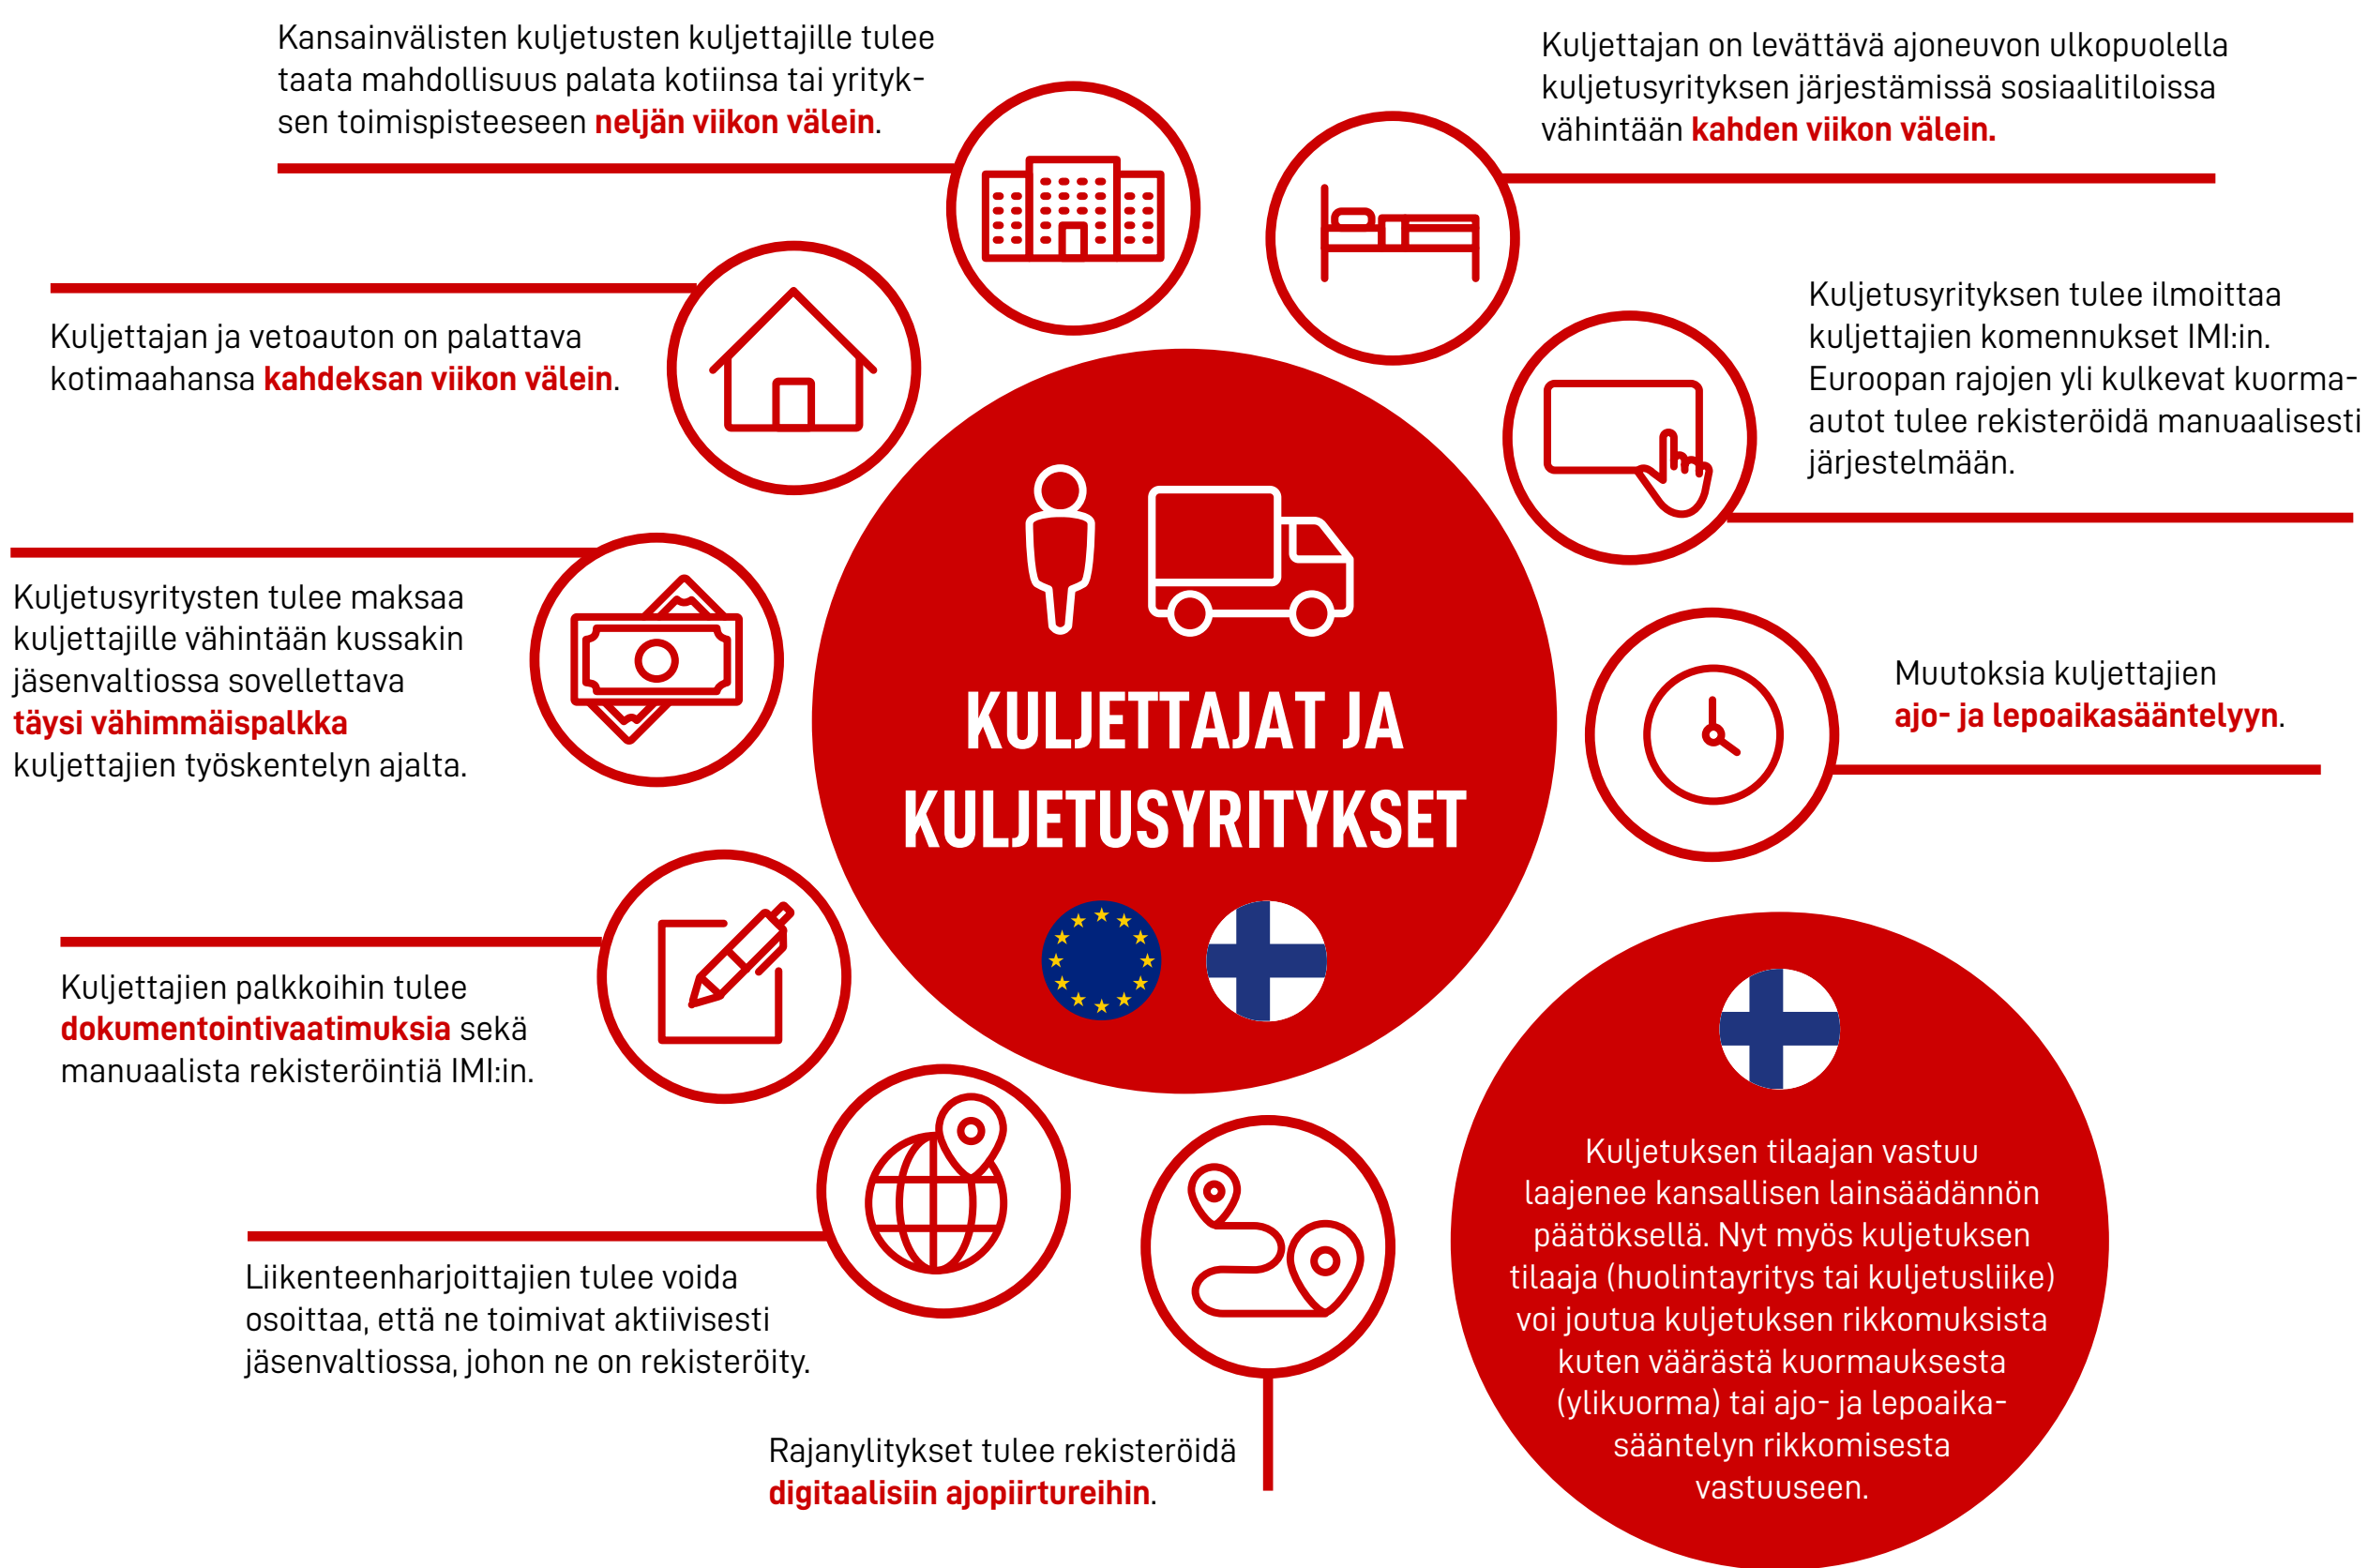 Kansainvälisten kuljetusten kuljettajille tulee
taata mahdollisuus palata kotiinsa tai yrityk-
sen toimispisteeseen neljän viikon välein.
Kuljettajan on levättävä ajoneuvon ulkopuolella
kuljetusyrityksen järjestämissä sosiaalitiloissa
vähintään kahden viikon välein.
Kuljettajan ja vetoauton on palattava
kotimaahansa kahdeksan viikon välein.
Kuljetusyrityksen tulee ilmoittaa
kuljettajien komennukset IMI:in.
Euroopan rajojen yli kulkevat kuorma-
autot tulee rekisteröidä manuaalisesti
järjestelmään.
Kuljetusyritysten tulee maksaa
kuljettajille vähintään kussakin
jäsenvaltiossa sovellettava
täysi vähimmäispalkka
kuljettajien työskentelyn ajalta.
KULJETTAJAT JA
KULJETUSYRITYKSET
Muutoksia kuljettajien
ajo- ja lepoaikasääntelyyn.
Kuljettajien palkkoihin tulee
dokumentointivaatimuksia sekä
manuaalista rekisteröintiä IMI:in.
Liikenteenharjoittajien tulee voida
osoittaa, että ne toimivat aktiivisesti
jäsenvaltiossa, johon ne on rekisteröity.
Rajanylitykset tulee rekisteröidä
digitaalisiin ajopiirtureihin.
Kuljetuksen tilaajan vastuu
laajenee kansallisen lainsäädännön
päätöksellä. Nyt myös kuljetuksen
tilaaja (huolintayritys tai kuljetusliike)
voi joutua kuljetuksen rikkomuksista
kuten väärästä kuormauksesta
(ylikuorma) tai ajo- ja lepoaika-
sääntelyn rikkomisesta
vastuuseen.